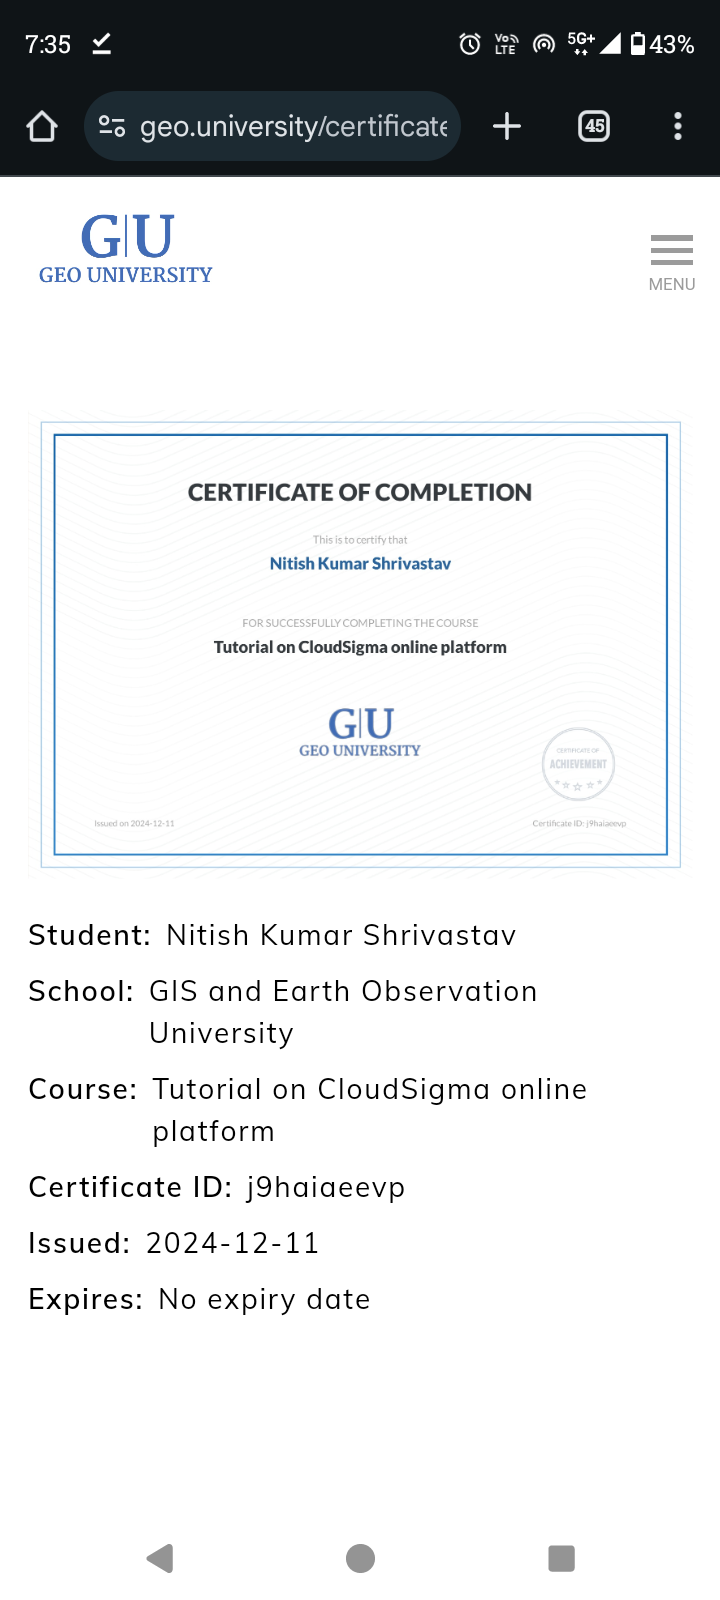 7:35
Vo LTE 5G+ 43%
geo.university/certificate
45
G|U
GEO UNIVERSITY
MENU
CERTIFICATE OF COMPLETION
This is to certify that
Nitish Kumar Shrivastav
FOR SUCCESSFULLY COMPLETING THE COURSE
Tutorial on CloudSigma online platform
G|U
GEO UNIVERSITY
CERTIFICATE OF
ACHIEVEMENT
Issued on 2024-12-11
Certificate ID: j9haiaeevp
Student: Nitish Kumar Shrivastav
School: GIS and Earth Observation
University
Course: Tutorial on CloudSigma online
platform
Certificate ID: j9haiaeevp
Issued: 2024-12-11
Expires: No expiry date